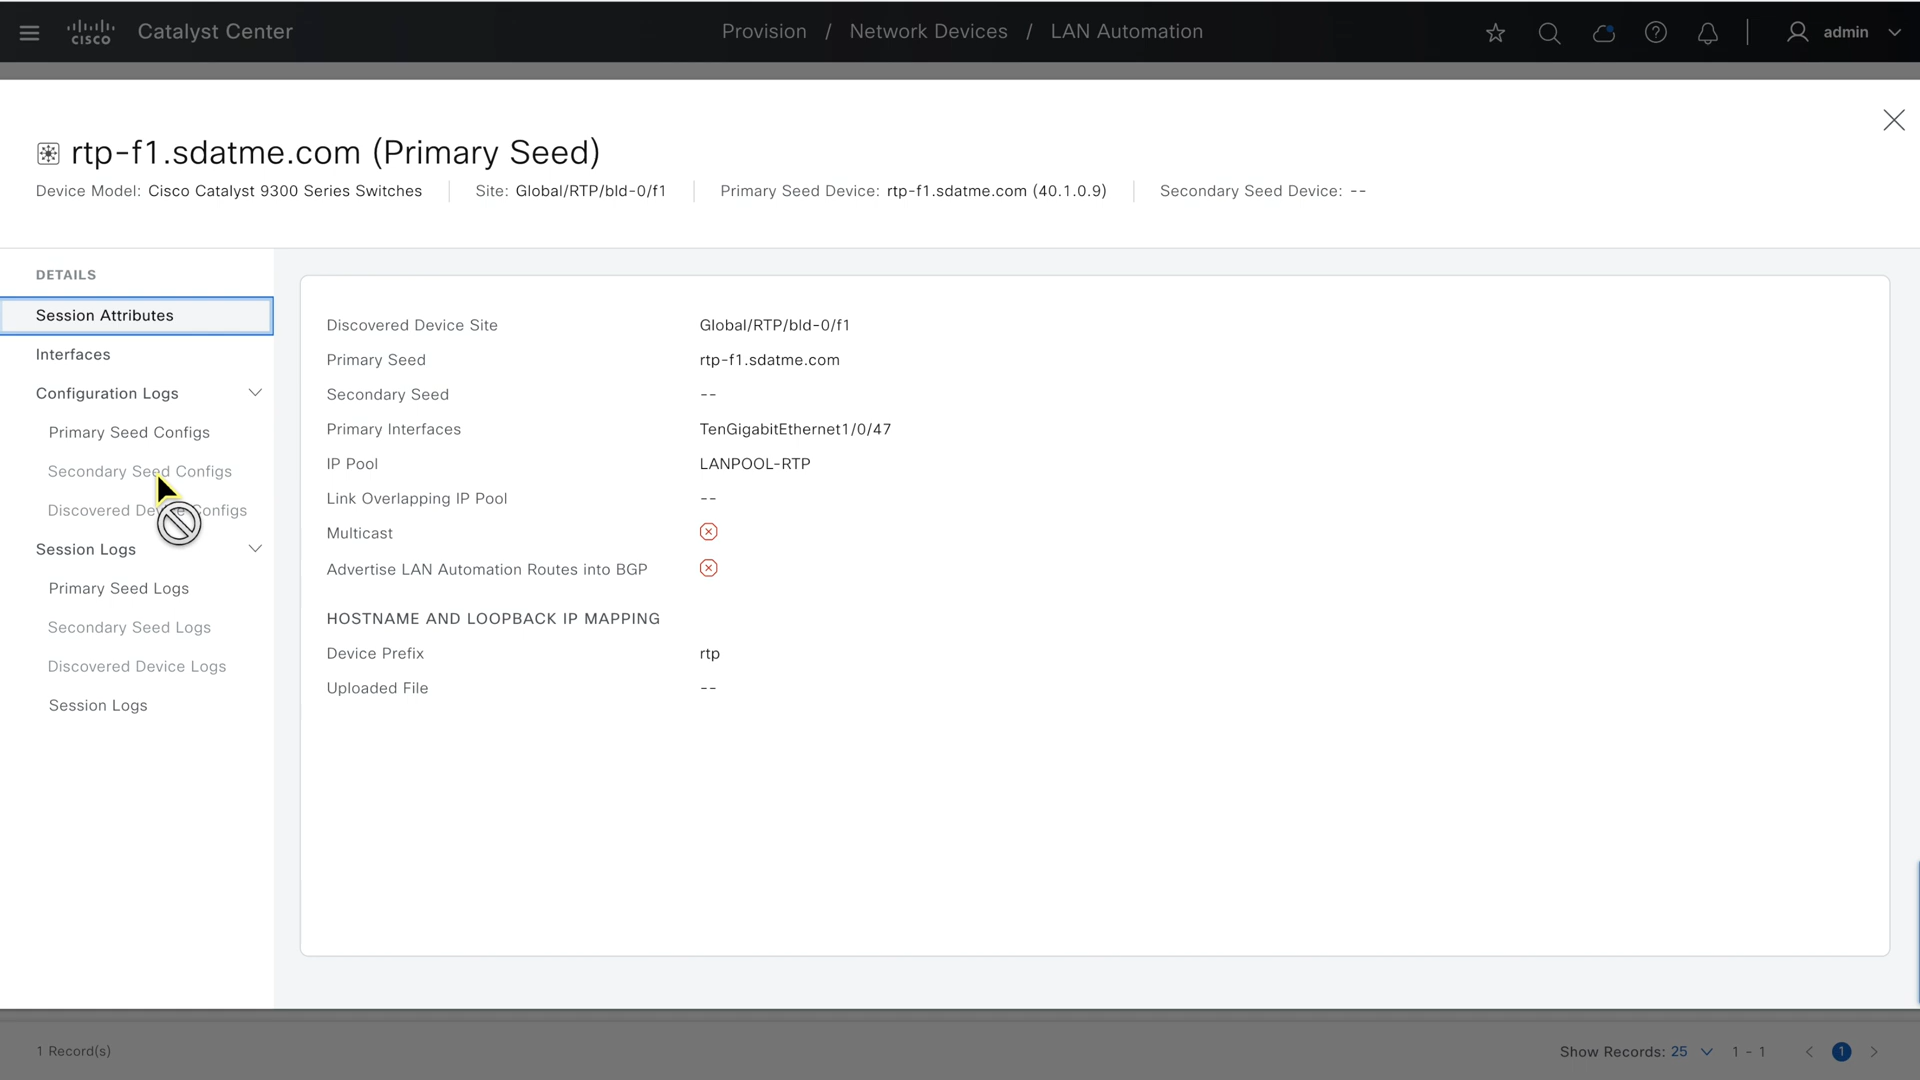 CISCO Catalyst Center Provision / Network Devices / LAN Automation admin
rtp-f1.sdatme.com (Primary Seed)
Device Model: Cisco Catalyst 9300 Series Switches Site: Global/RTP/bld-0/f1 Primary Seed Device: rtp-f1.sdatme.com (40.1.0.9) Secondary Seed Device: --
DETAILS
Session Attributes
Interfaces
Configuration Logs
Primary Seed Configs
Secondary Seed Configs
Discovered Device Configs
Session Logs
Primary Seed Logs
Secondary Seed Logs
Discovered Device Logs
Session Logs
Discovered Device Site Global/RTP/bld-0/f1
Primary Seed rtp-f1.sdatme.com
Secondary Seed --
Primary Interfaces TenGigabitEthernet1/0/47
IP Pool LANPOOL-RTP
Link Overlapping IP Pool --
Multicast
Advertise LAN Automation Routes into BGP
HOSTNAME AND LOOPBACK IP MAPPING
Device Prefix rtp
Uploaded File --
1 Record(s) Show Records: 25 1 - 1 1